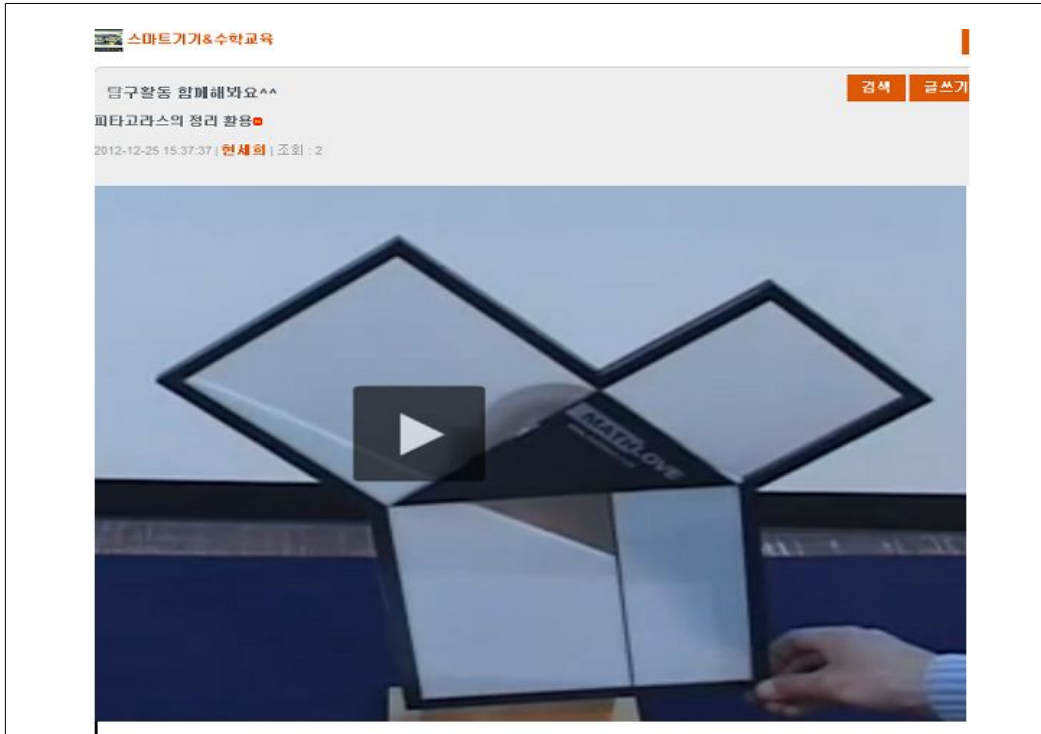 스마트기기&수학교육
탐구활동 함께해봐요^^
검색 글쓰기
피타고라스의 정리 활용
2012-12-25 15:37:37 | 현세희 | 조회 : 2
MATHLOVE